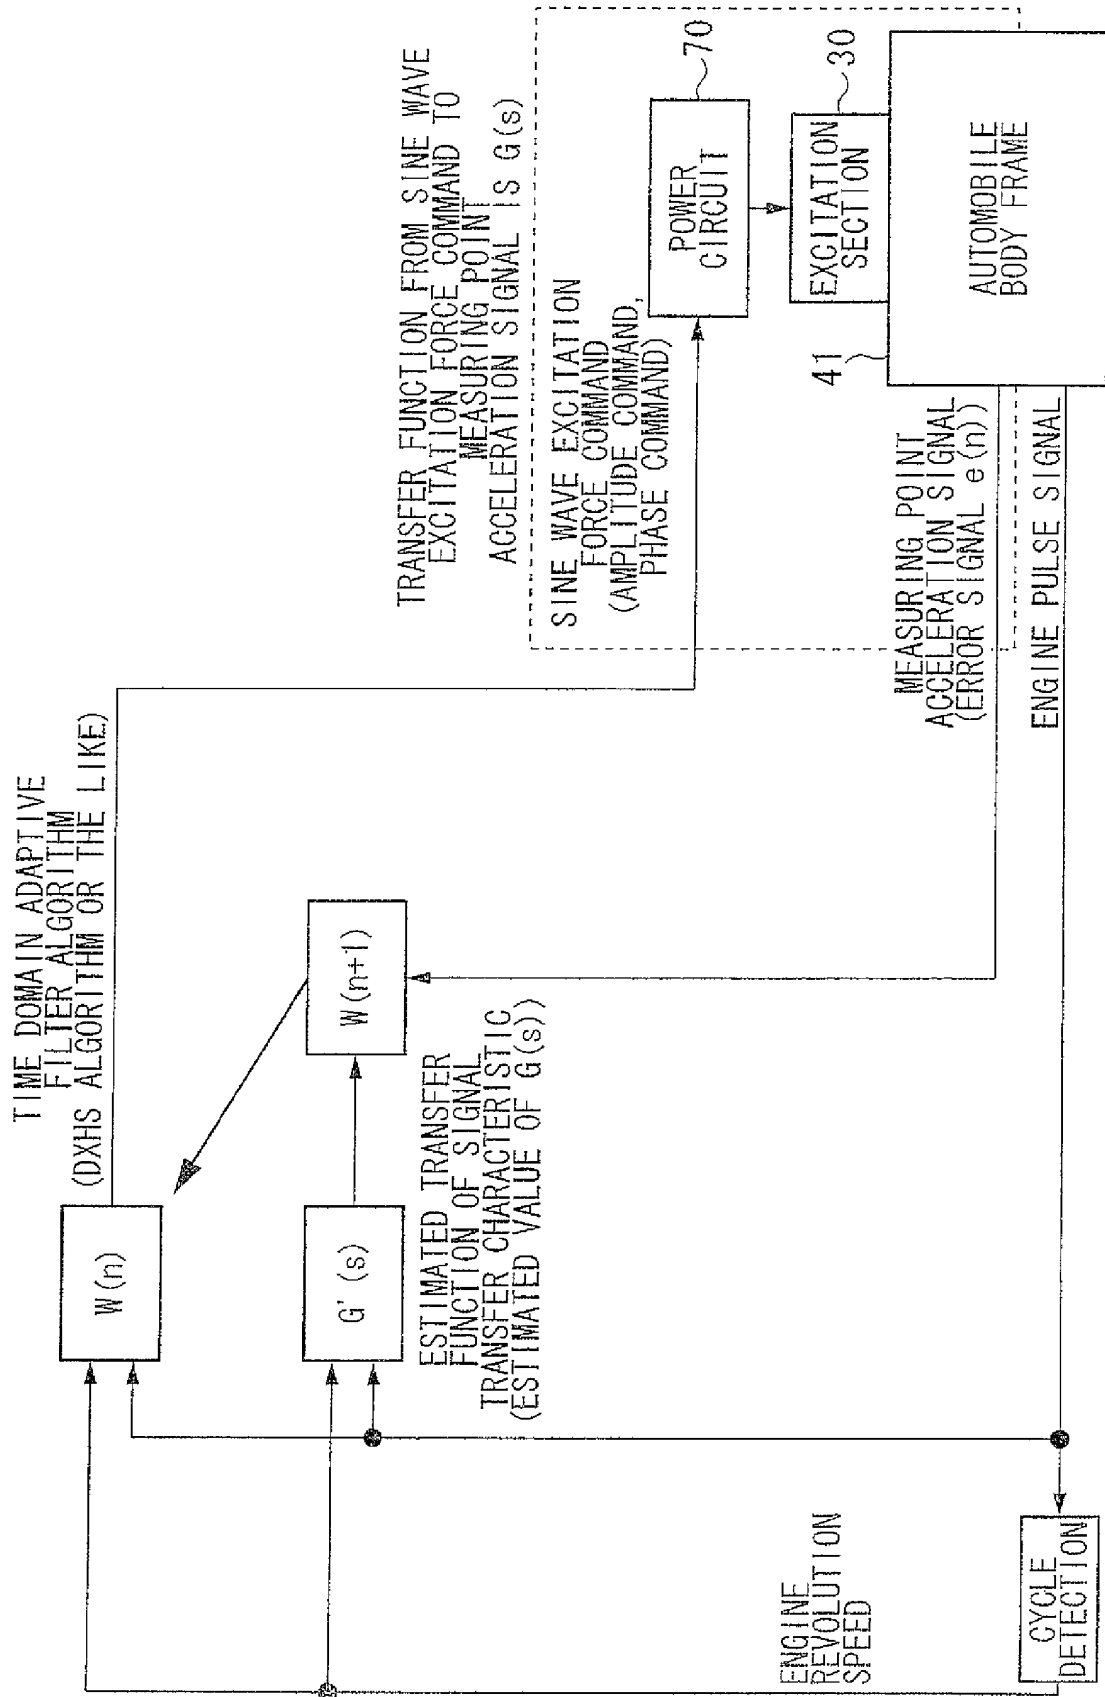 TIME DOMAIN ADAPTIVE
FILTER ALGORITHM
(DXHS ALGORITHM OR THE LIKE)
W(n)
W(n+1)
G'(s)
ESTIMATED TRANSFER
FUNCTION OF SIGNAL
TRANSFER CHARACTERISTIC
(ESTIMATED VALUE OF G(s))
TRANSFER FUNCTION FROM SINE WAVE
EXCITATION FORCE COMMAND TO
MEASURING POINT
ACCELERATION SIGNAL IS G(s)
SINE WAVE EXCITATION
FORCE COMMAND
(AMPLITUDE COMMAND,
PHASE COMMAND)
POWER
CIRCUIT
70
EXCITATION
SECTION
30
41
AUTOMOBILE
BODY FRAME
MEASURING POINT
ACCELERATION SIGNAL
(ERROR SIGNAL e(n))
ENGINE PULSE SIGNAL
ENGINE
REVOLUTION
SPEED
CYCLE
DETECTION